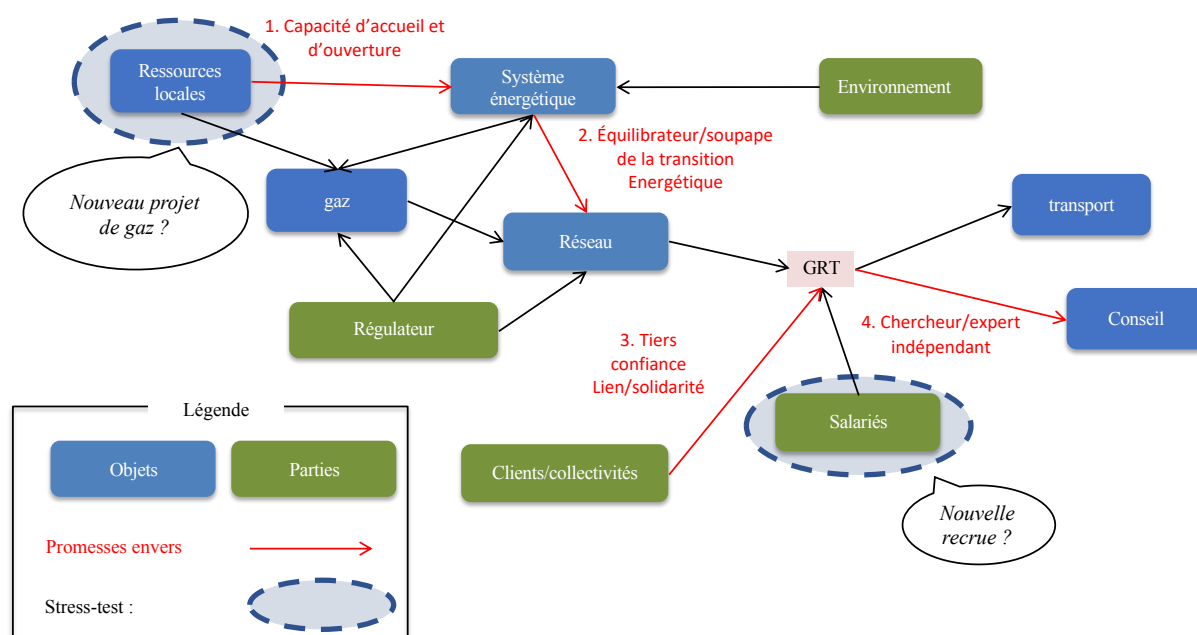 1. Capacité d’accueil et
d’ouverture
Ressources
locales
Système
énergétique
Environnement
2. Équilibrateur/soupape
de la transition
Energétique
Nouveau projet
de gaz ?
gaz
transport
Réseau
GRT
Régulateur
Conseil
3. Tiers
confiance
Lien/solidarité
4. Chercheur/expert
indépendant
Légende
Salariés
Objets
Parties
Clients/collectivités
Nouvelle
recrue ?
Promesses envers
Stress-test :